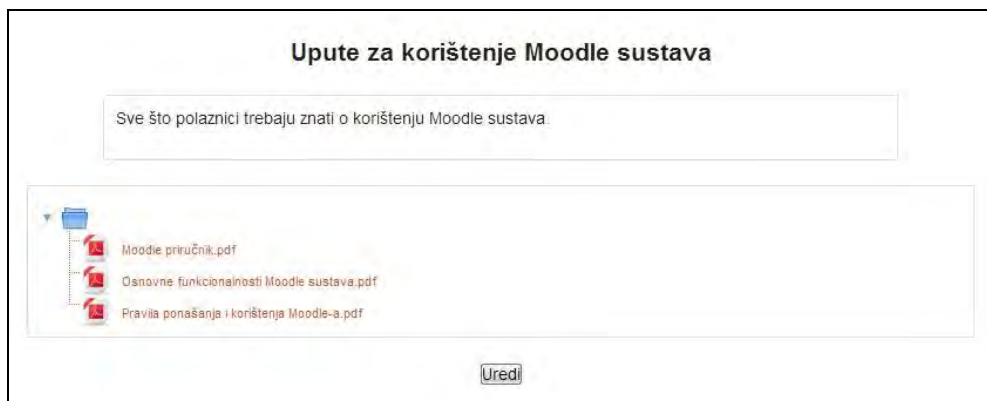 Upute za korištenje Moodle sustava
Sve što polaznici trebaju znati o korištenju Moodle sustava.
Moodle priručnik.pdf
Osnovne funkcionalnosti Moodle sustava.pdf
Pravila ponašanja i korištenja Moodle-a.pdf
Uredi